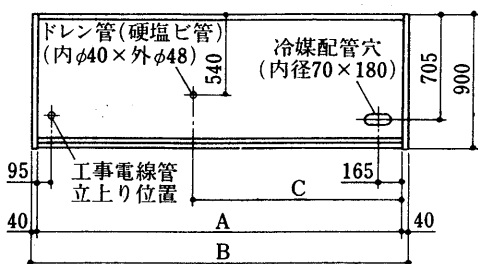 ドレン管(硬塩ビ管)
(内φ40×外φ48)
540
冷媒配管穴
(内径70×180)
705
900
95
工事電線管
立上り位置
165
C
40
A
40
B